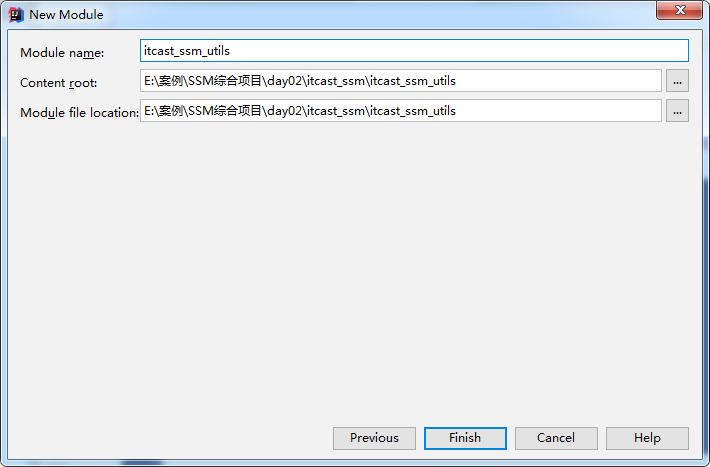 New Module
Module name: itcast_ssm_utils
Content root: E:\案例\SSM综合项目\day02\itcast_ssm\itcast_ssm_utils ...
Module file location: E:\案例\SSM综合项目\day02\itcast_ssm\itcast_ssm_utils ...
Previous Finish Cancel Help